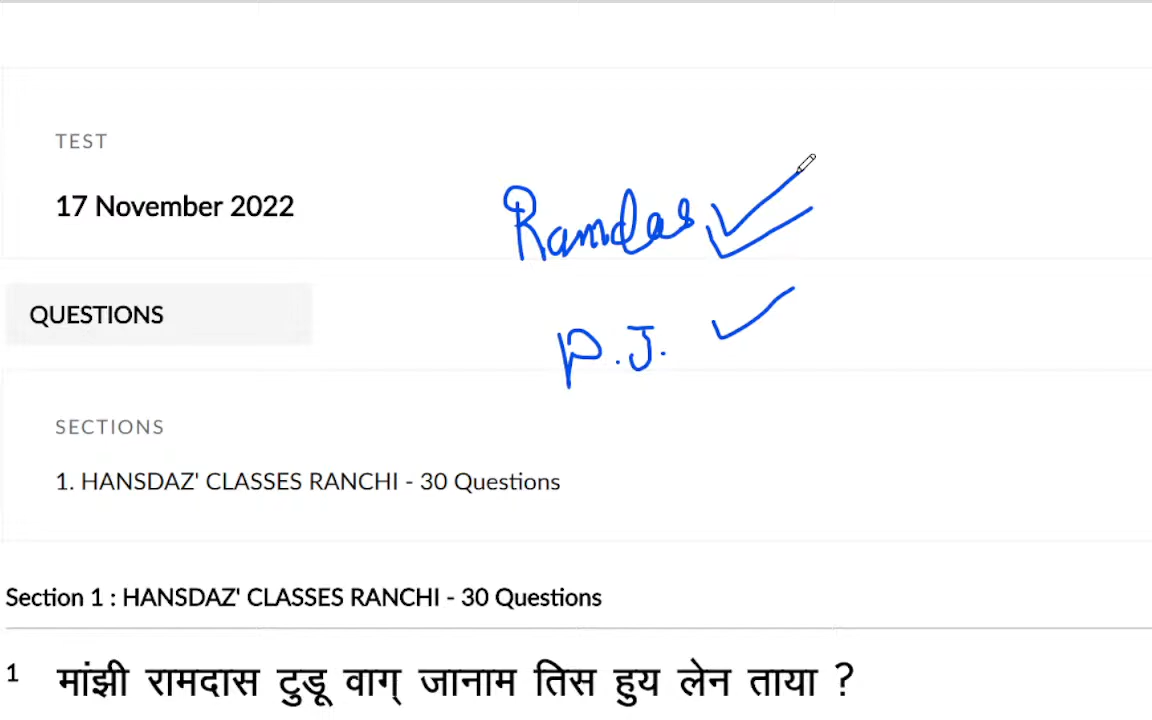 TEST
17 November 2022
Ramdas
QUESTIONS
P.J.
SECTIONS
1. HANSDAZ' CLASSES RANCHI - 30 Questions
Section 1 : HANSDAZ' CLASSES RANCHI - 30 Questions
1 मांझी रामदास टुडू वाग् जानाम तिस हुय लेन ताया ?